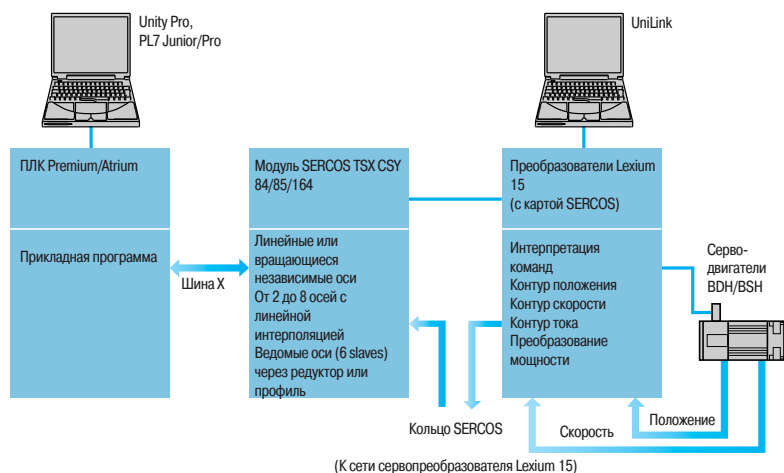 Unity Pro,
PL7 Junior/Pro
UniLink
ПЛК Premium/Atrium
Модуль SERCOS TSX CSY
84/85/164
Преобразователи Lexium
15
(с картой SERCOS)
Прикладная программа
Шина X
Линейные или
вращающиеся
независимые оси
От 2 до 8 осей с
линейной
интерполяцией
Ведомые оси (6 slaves)
через редуктор или
профиль
Интерпретация
команд
Контур положения
Контур скорости
Контур тока
Преобразование
мощности
Серво-
двигатели
BDH/BSH
Кольцо SERCOS
Скорость
Положение
(К сети сервопреобразователя Lexium 15)